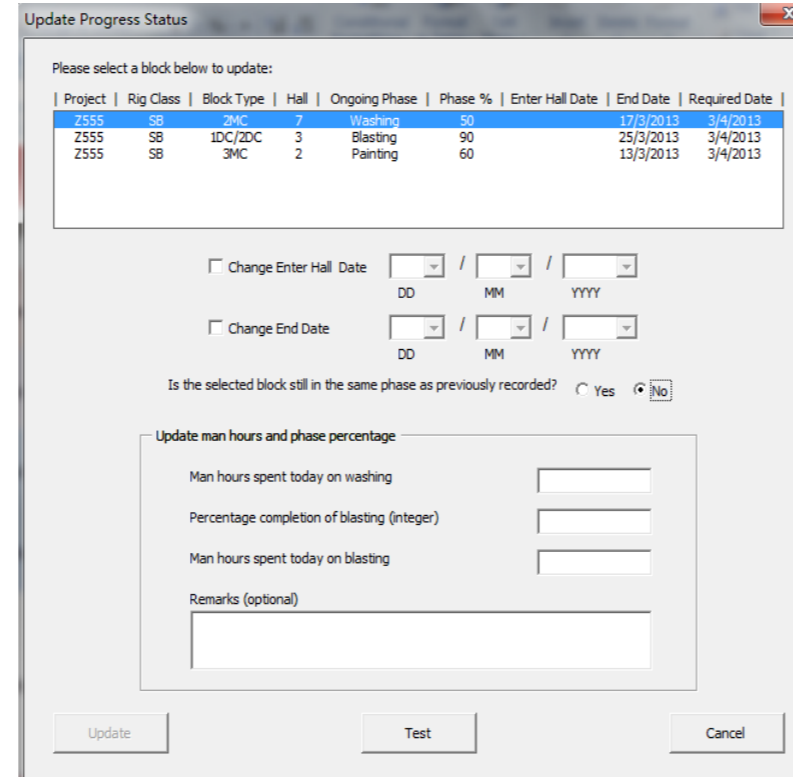 Update Progress Status
Please select a block below to update:
| Project | Rig Class | Block Type | Hall | Ongoing Phase | Phase % | Enter Hall Date | End Date | Required Date |
Z555 SB 2MC 7 Washing 50 17/3/2013 3/4/2013
Z555 SB 1DC/2DC 3 Blasting 90 25/3/2013 3/4/2013
Z555 SB 3MC 2 Painting 60 13/3/2013 3/4/2013
Change Enter Hall Date / /
DD MM YYYY
Change End Date / /
DD MM YYYY
Is the selected block still in the same phase as previously recorded? Yes No
Update man hours and phase percentage
Man hours spent today on washing
Percentage completion of blasting (integer)
Man hours spent today on blasting
Remarks (optional)
Update Test Cancel